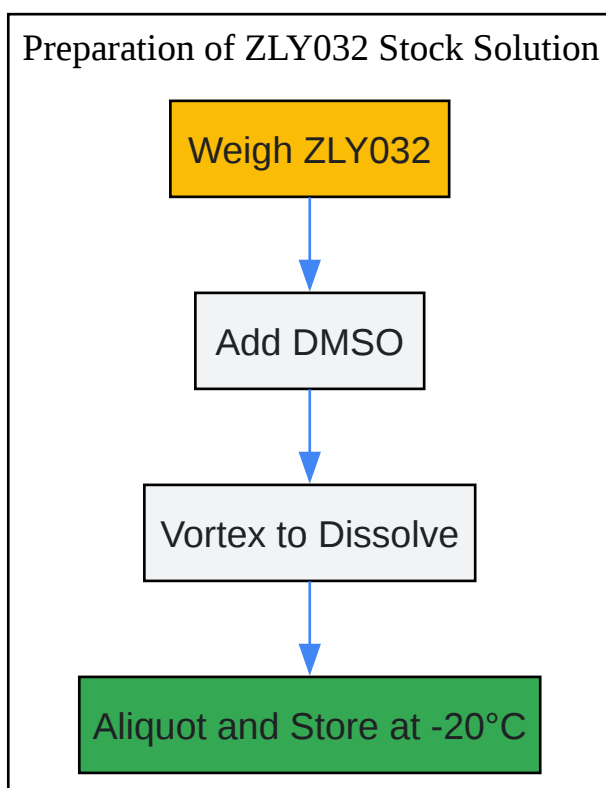 Preparation of ZLY032 Stock Solution
Weigh ZLY032
Add DMSO
Vortex to Dissolve
Aliquot and Store at -20°C